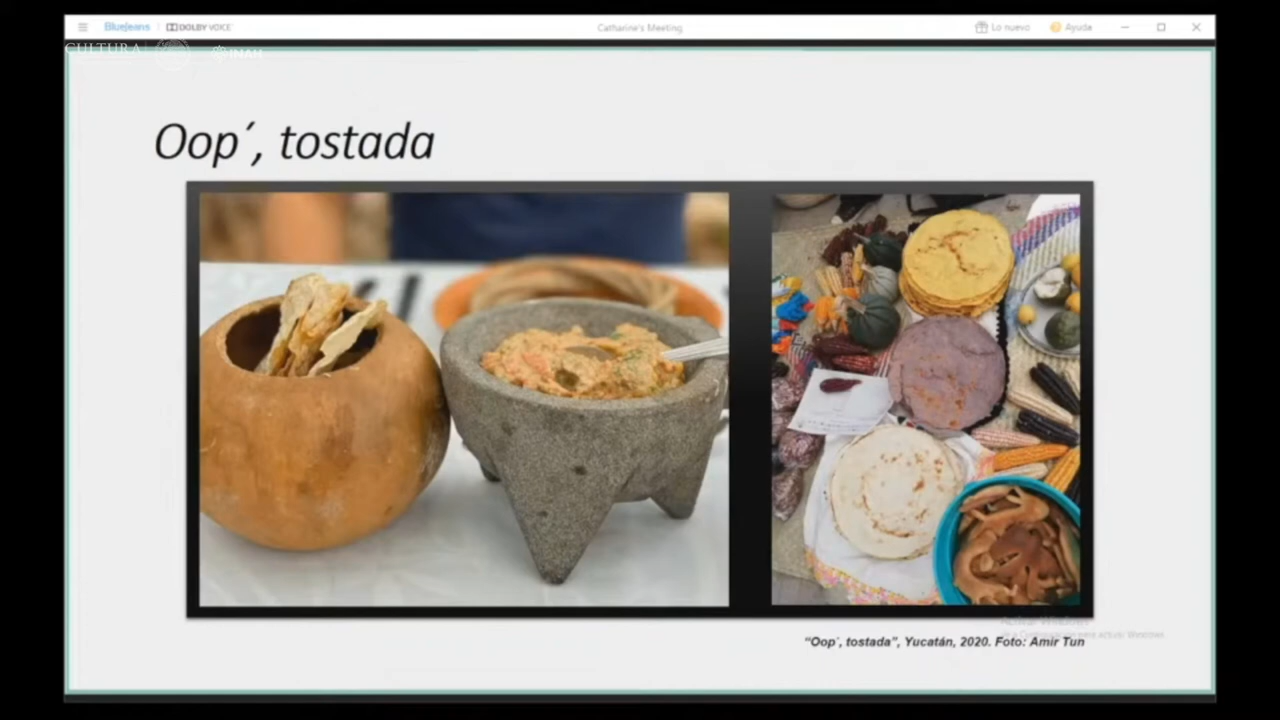 BlueJeans | DOLBY VOICE
Catharine's Meeting
Lo nuevo
Ayuda
CULTURA
Oop´, tostada
“Oop´, tostada”, Yucatán, 2020. Foto: Amir Tun